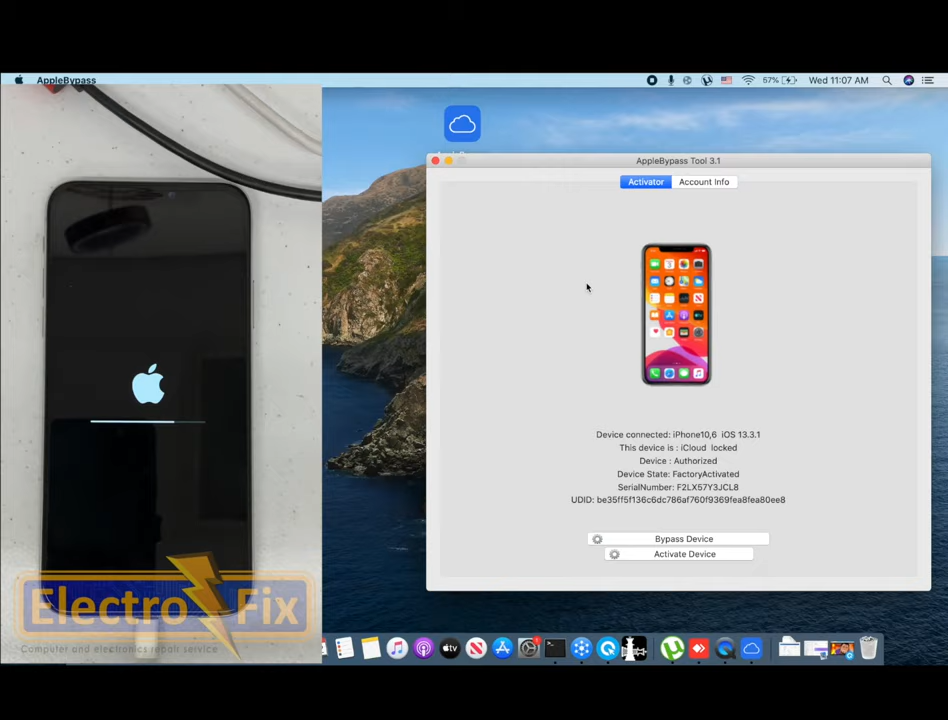 AppleBypass
57%
Wed 11:07 AM
AppleBypass Tool 3.1
Activator
Account Info
Device connected: iPhone10,6 iOS 13.3.1
This device is : iCloud locked
Device : Authorized
Device State: FactoryActivated
SerialNumber: F2LX57Y3JCL8
UDID: be35ff5f136c6dc786af760f9369fea8fea80ee8
Bypass Device
Activate Device
Electro Fix
Computer and electronics repair service
tv